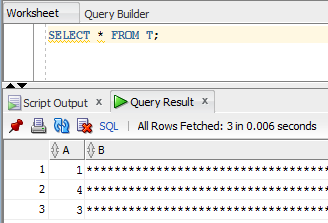 Worksheet Query Builder
SELECT * FROM T;
Script Output x Query Result x
SQL | All Rows Fetched: 3 in 0.006 seconds
A B
1 1 ***********************************
2 4 ***********************************
3 3 ***********************************